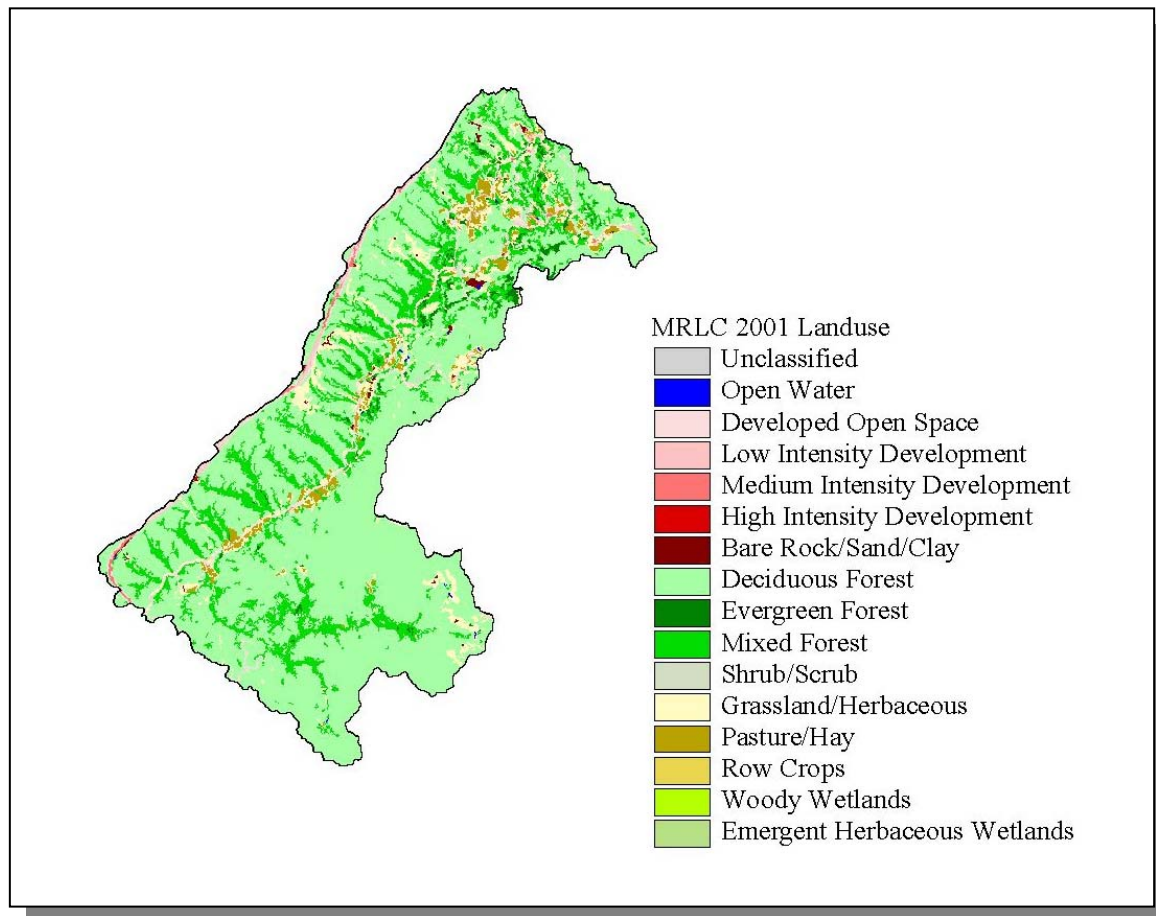 MRLC 2001 Landuse
Unclassified
Open Water
Developed Open Space
Low Intensity Development
Medium Intensity Development
High Intensity Development
Bare Rock/Sand/Clay
Deciduous Forest
Evergreen Forest
Mixed Forest
Shrub/Scrub
Grassland/Herbaceous
Pasture/Hay
Row Crops
Woody Wetlands
Emergent Herbaceous Wetlands